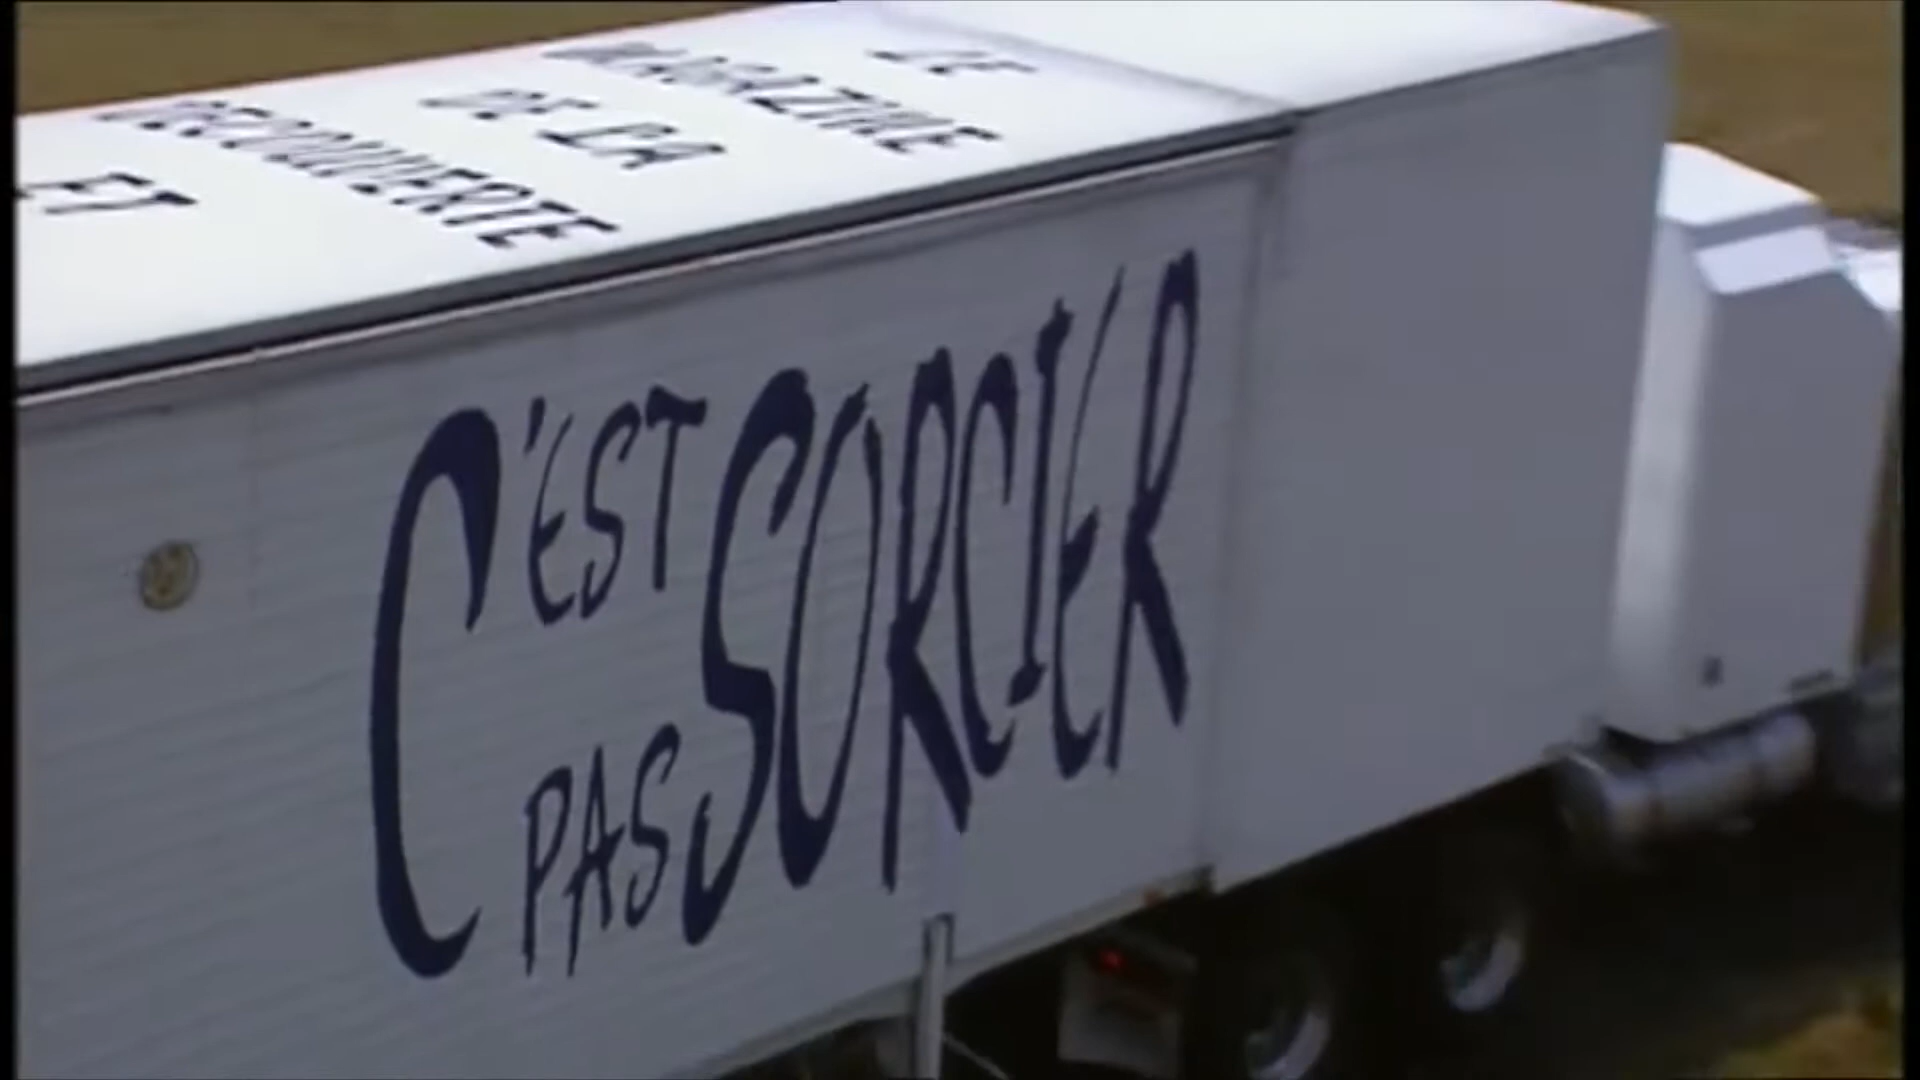 LE
MAGAZINE
DE LA
DECOUVERTE
ET
C'EST
PAS SORCIER